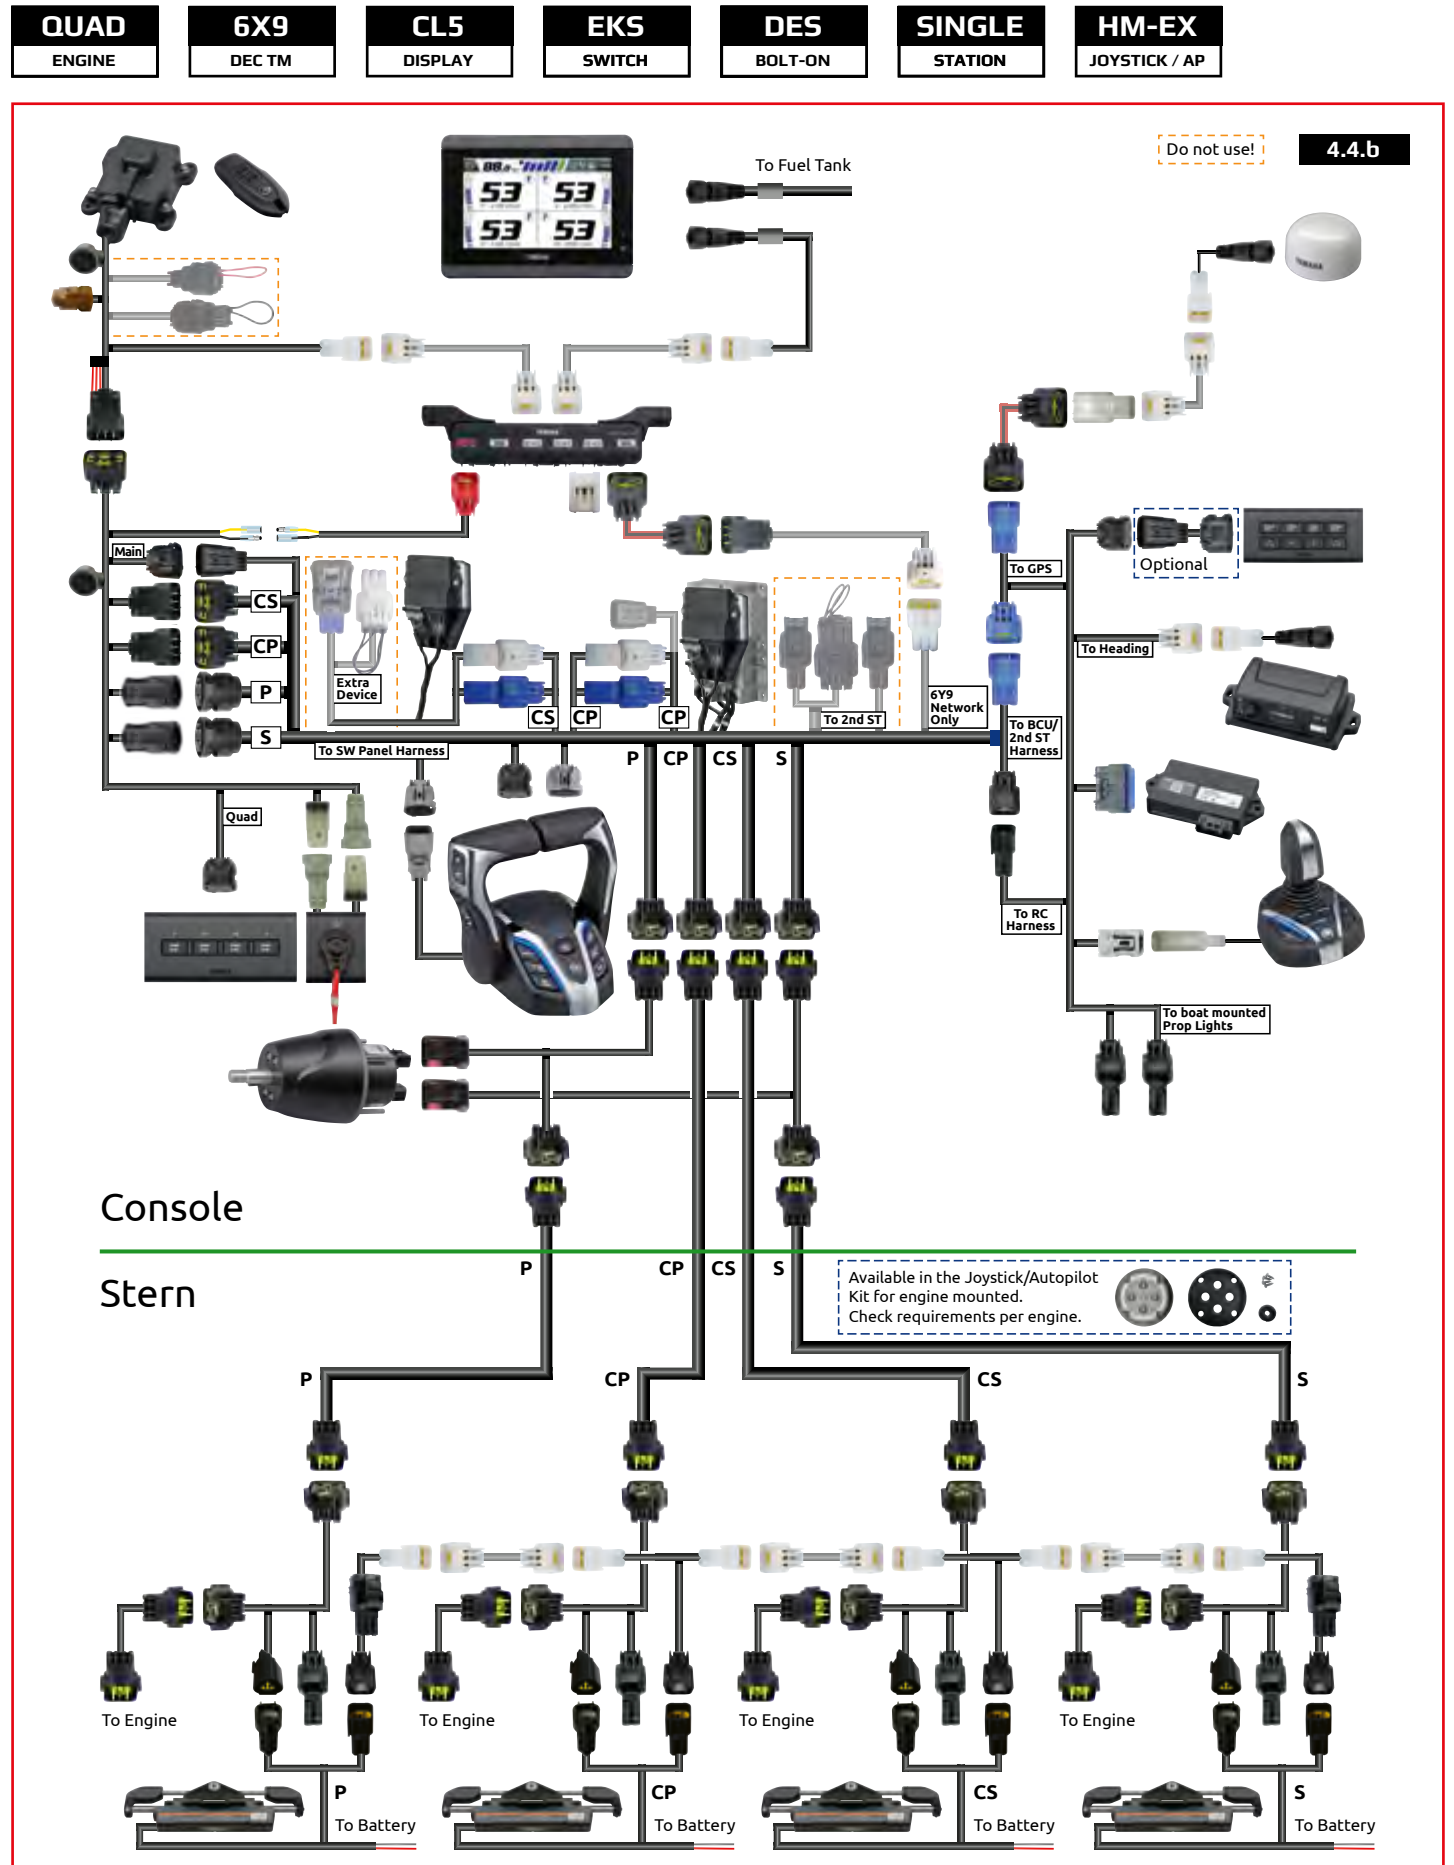 QUAD
ENGINE
6X9
DEC TM
CL5
DISPLAY
EKS
SWITCH
DES
BOLT-ON
SINGLE
STATION
HM-EX
JOYSTICK / AP
Do not use!
4.4.b
To Fuel Tank
53
53
53
53
YAMAHA
Main
CS
CP
P
S
Extra
Device
CS
CP
CP
To 2nd ST
6Y9
Network
Only
To GPS
Optional
To Heading
To BCU/
2nd ST
Harness
To SW Panel Harness
P
CP
CS
S
Quad
To RC
Harness
To boat mounted
Prop Lights
Console
Stern
P
CP
CS
S
Available in the Joystick/Autopilot
Kit for engine mounted.
Check requirements per engine.
P
CP
CS
S
To Engine
To Engine
To Engine
To Engine
P
CP
CS
S
To Battery
To Battery
To Battery
To Battery